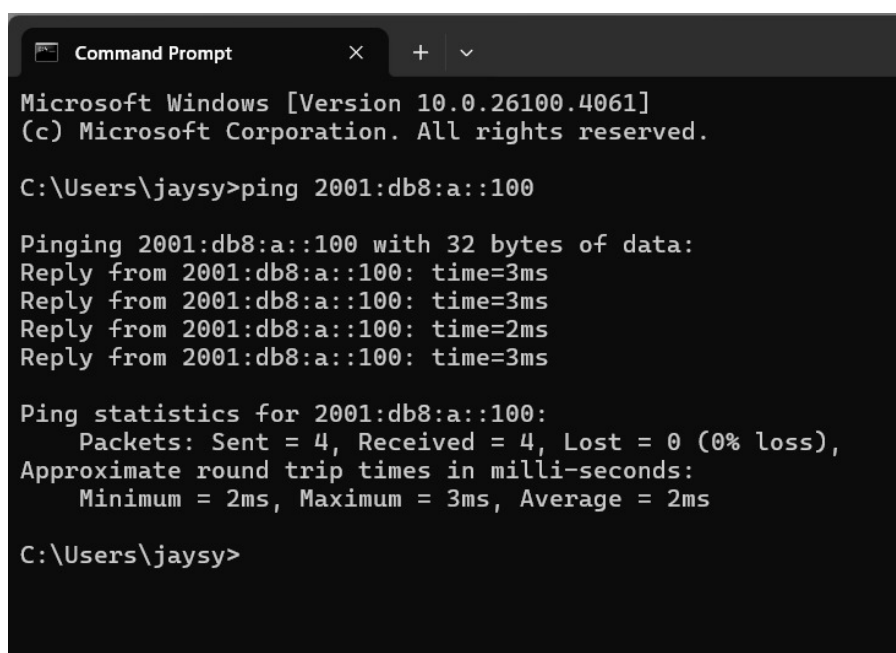 Command Prompt
Microsoft Windows [Version 10.0.26100.4061]
(c) Microsoft Corporation. All rights reserved.
C:\Users\jaysy>ping 2001:db8:a::100
Pinging 2001:db8:a::100 with 32 bytes of data:
Reply from 2001:db8:a::100: time=3ms
Reply from 2001:db8:a::100: time=3ms
Reply from 2001:db8:a::100: time=2ms
Reply from 2001:db8:a::100: time=3ms
Ping statistics for 2001:db8:a::100:
    Packets: Sent = 4, Received = 4, Lost = 0 (0% loss),
Approximate round trip times in milli-seconds:
    Minimum = 2ms, Maximum = 3ms, Average = 2ms
C:\Users\jaysy>